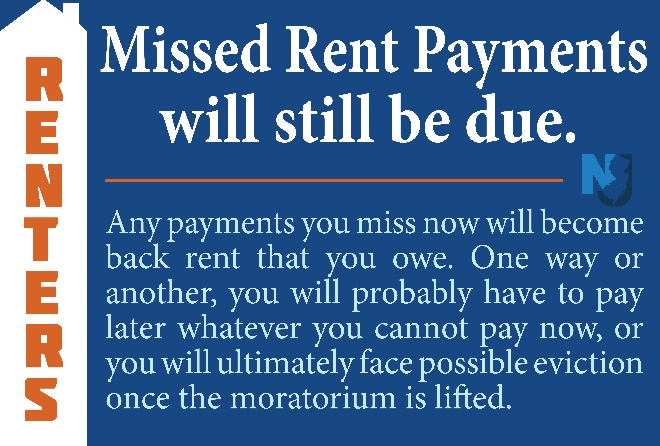 RENTERS
Missed Rent Payments
will still be due.
NJ
Any payments you miss now will become
back rent that you owe. One way or
another, you will probably have to pay
later whatever you cannot pay now, or
you will ultimately face possible eviction
once the moratorium is lifted.